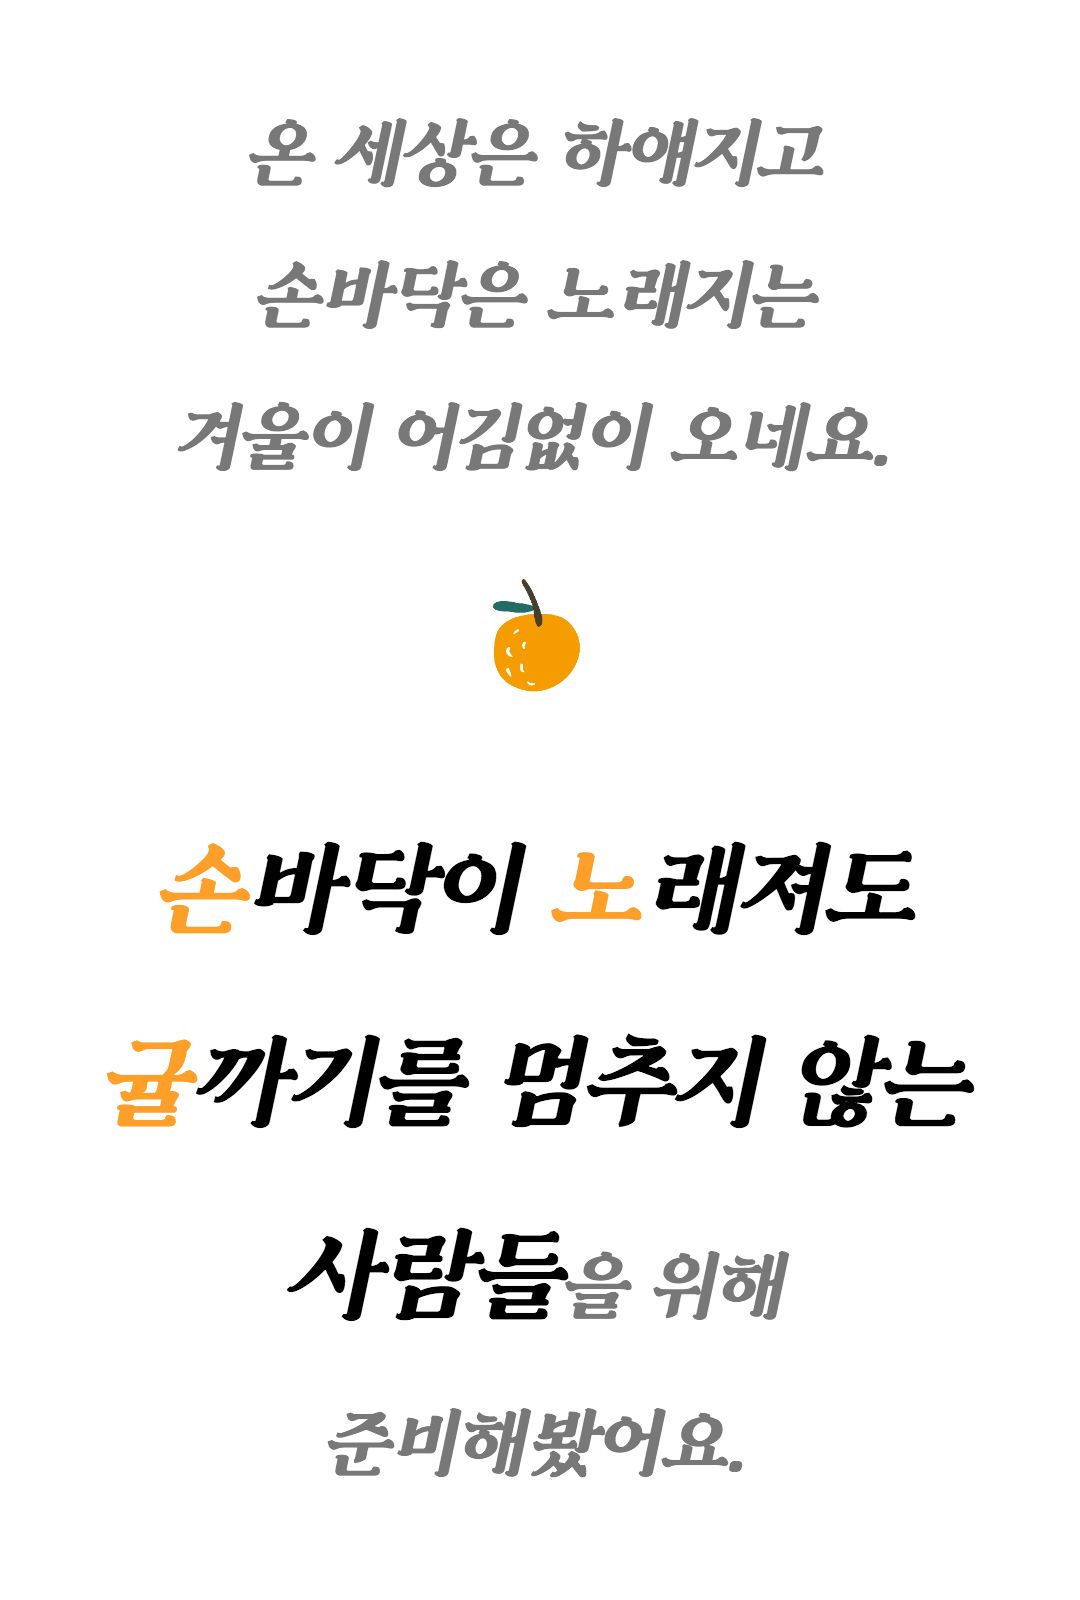 온 세상은 하얘지고
손바닥은 노래지는
겨울이 어김없이 오네요.
손바닥이 노래져도
귤까기를 멈추지 않는
사람들을 위해
준비해봤어요.